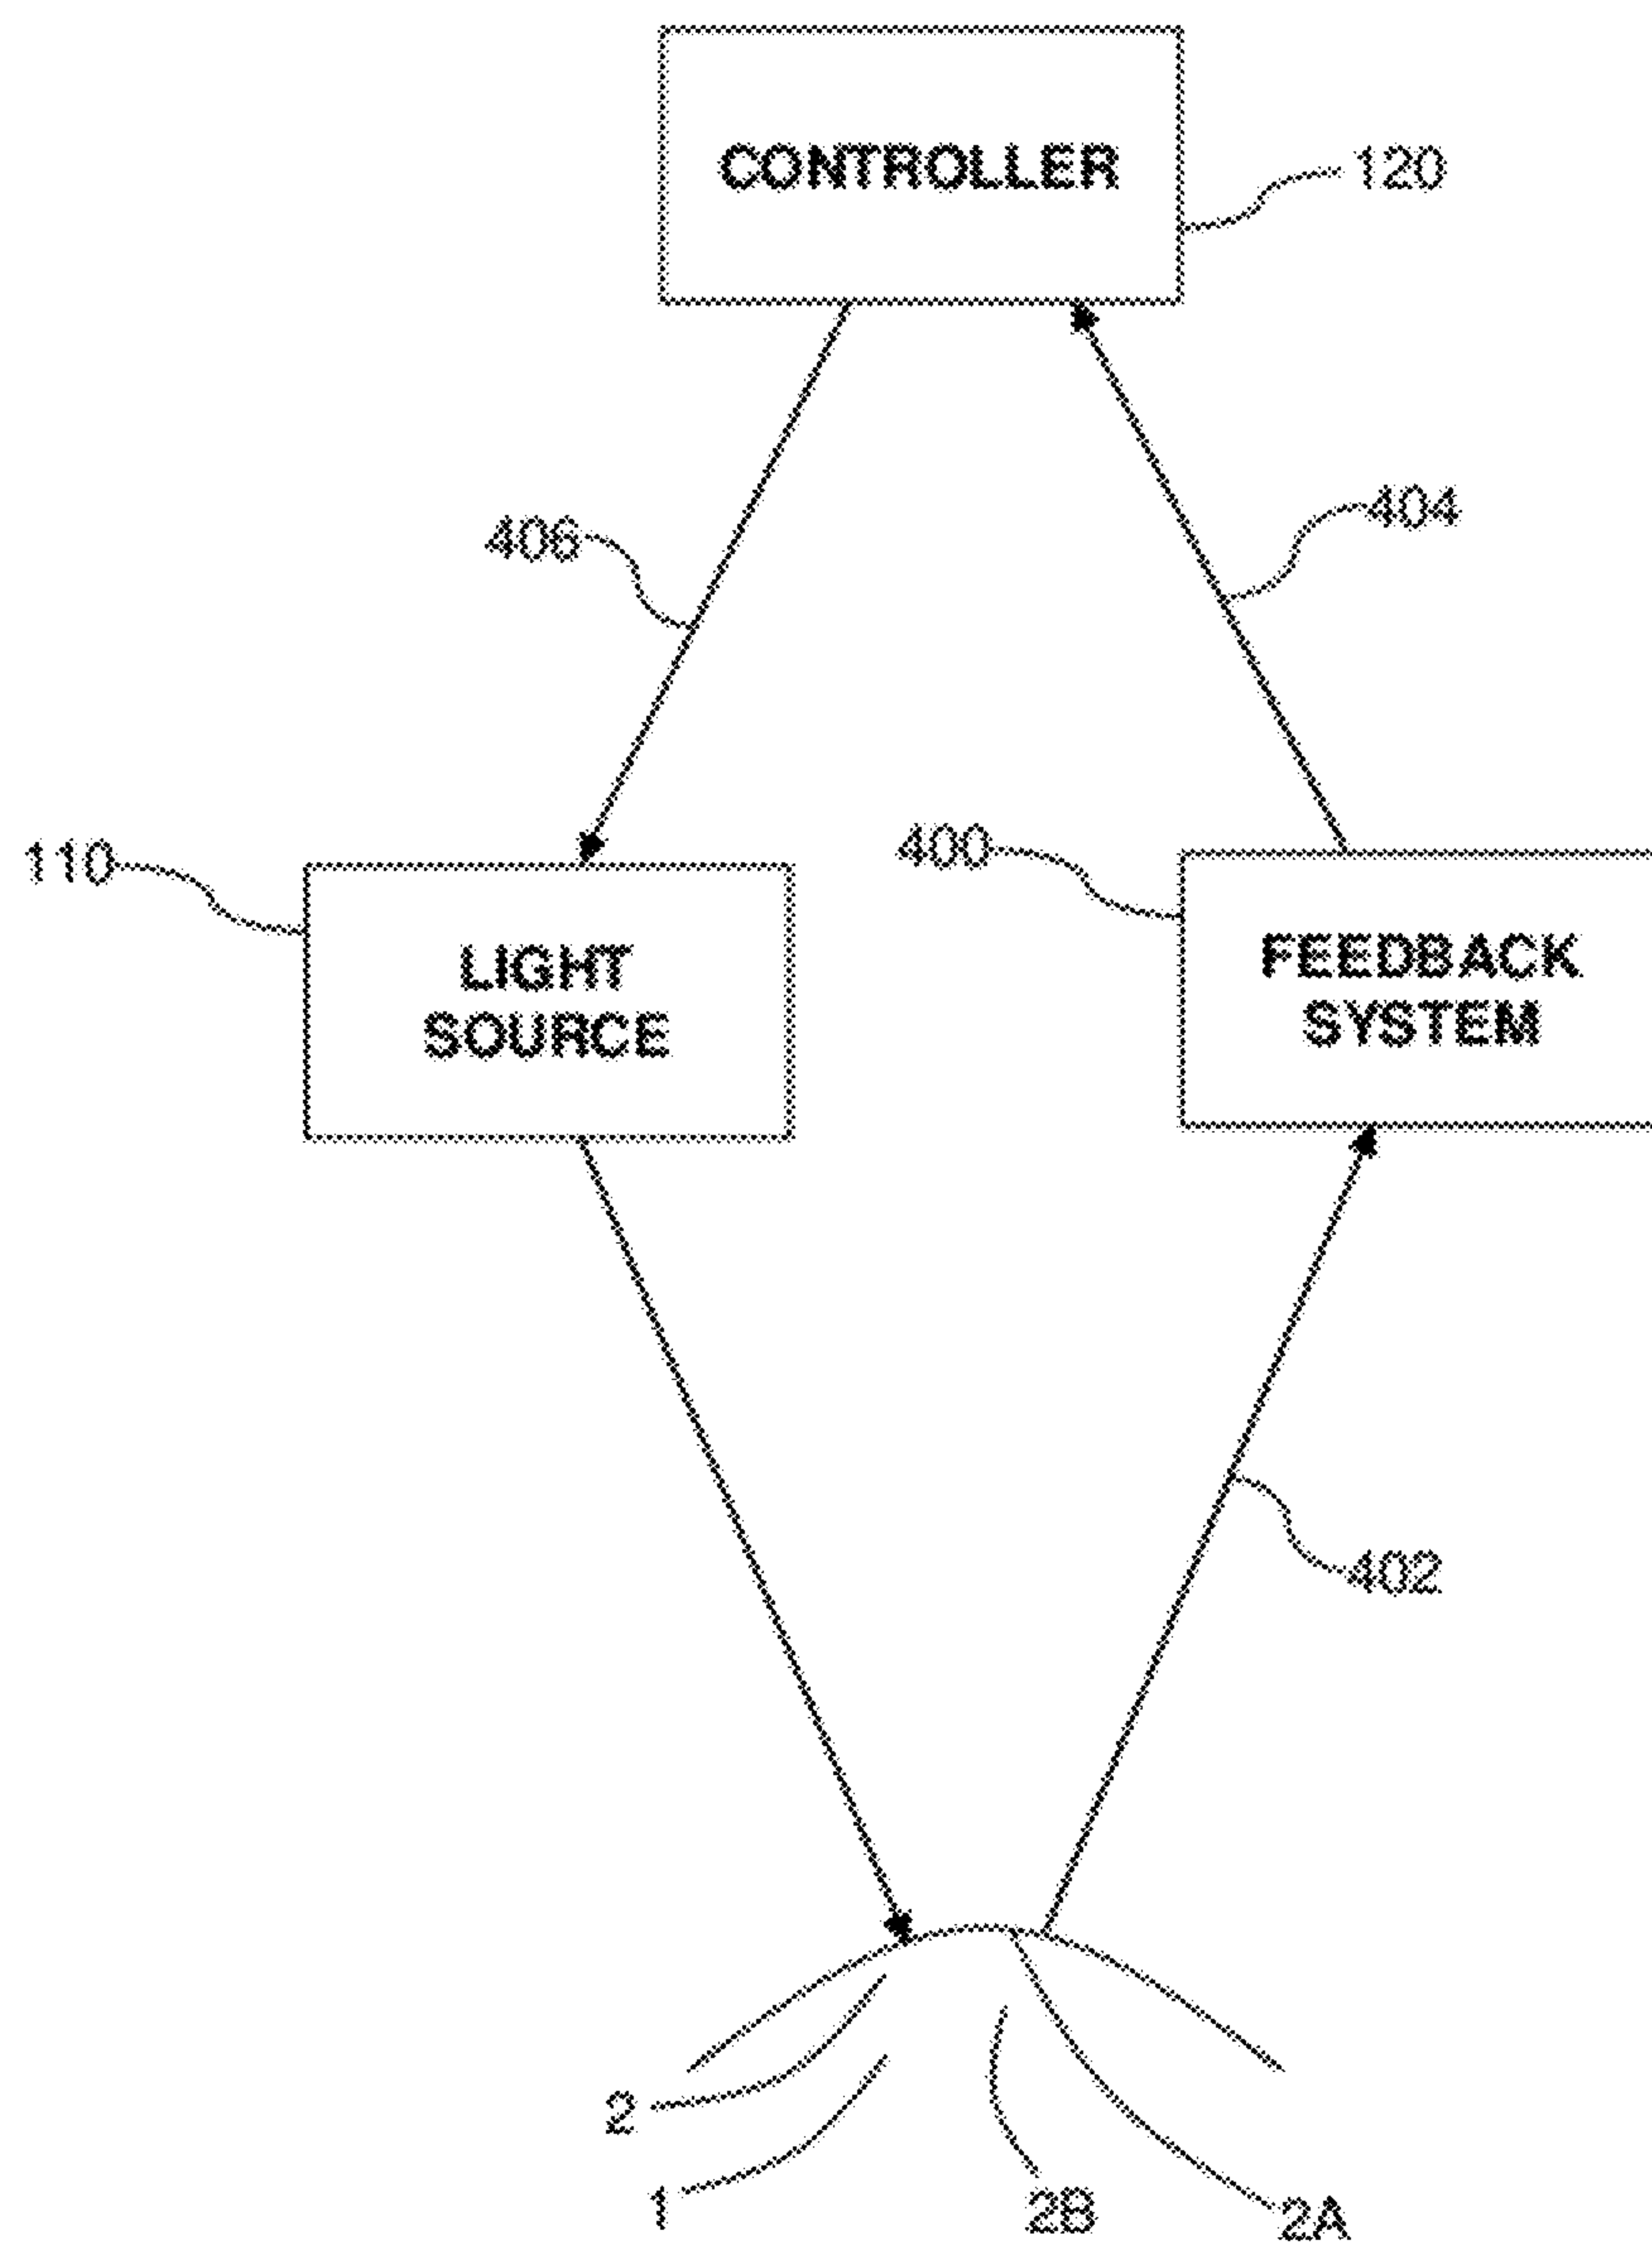 CONTROLLER
120
406
404
110
400
LIGHT
SOURCE
FEEDBACK
SYSTEM
402
2
1
2B
2A